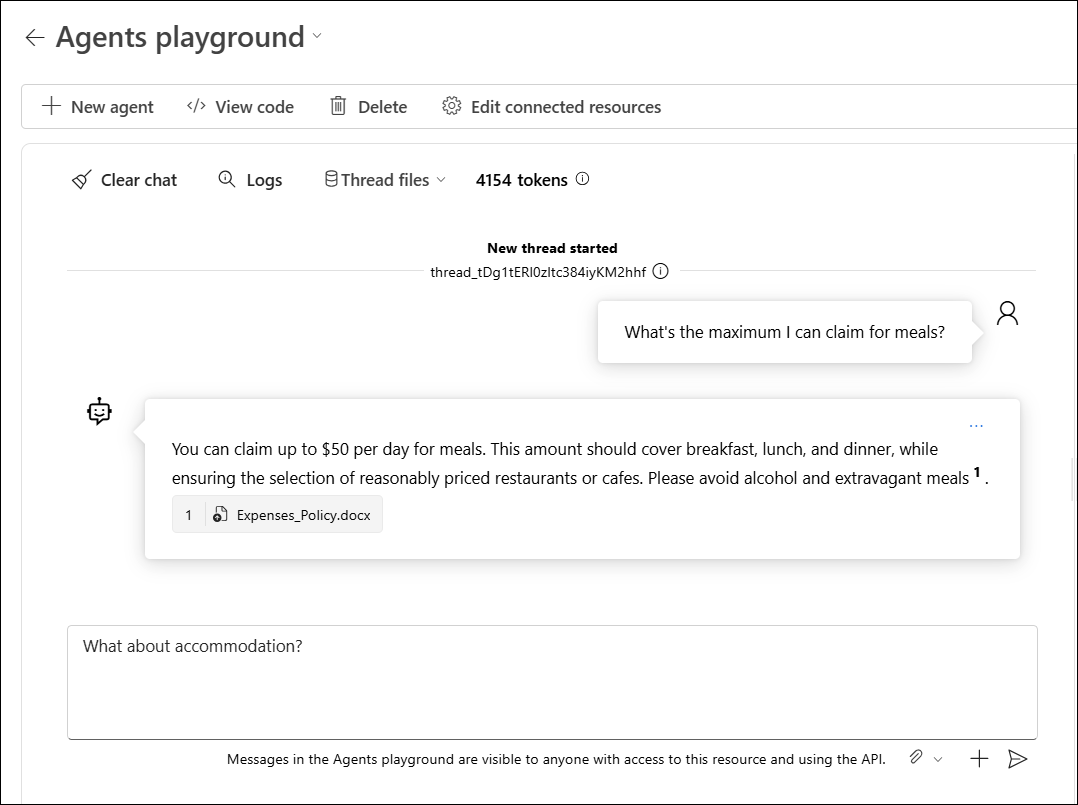 Agents playground
New agent
View code
Delete
Edit connected resources
Clear chat
Logs
Thread files
4154 tokens
New thread started
thread_tDg1tERI0zltc384iyKM2hhf
What's the maximum I can claim for meals?
...
You can claim up to $50 per day for meals. This amount should cover breakfast, lunch, and dinner, while
ensuring the selection of reasonably priced restaurants or cafes. Please avoid alcohol and extravagant meals 1 .
1 Expenses_Policy.docx
What about accommodation?
Messages in the Agents playground are visible to anyone with access to this resource and using the API.